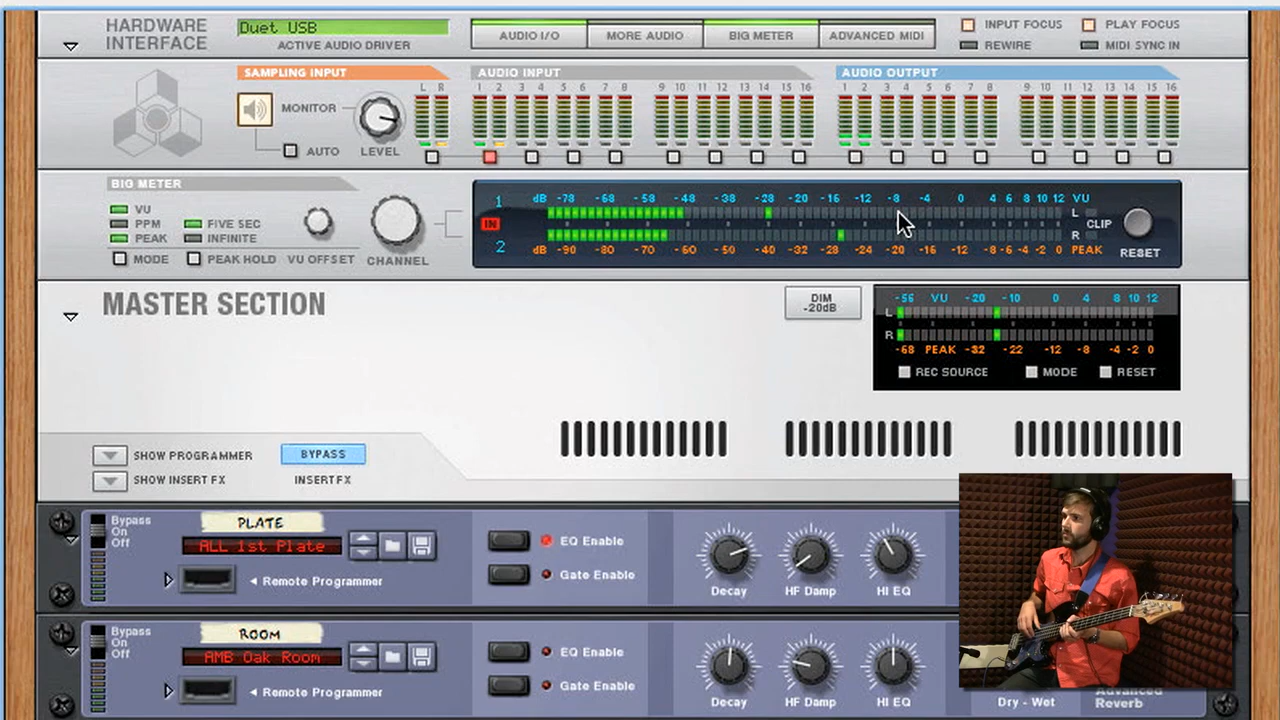 HARDWARE INTERFACE
Duet USB
ACTIVE AUDIO DRIVER
AUDIO I/O MORE AUDIO BIG METER ADVANCED MIDI
INPUT FOCUS PLAY FOCUS
REWIRE MIDI SYNC IN
SAMPLING INPUT AUDIO INPUT AUDIO OUTPUT
L R 1 2 3 4 5 6 7 8 9 10 11 12 13 14 15 16 1 2 3 4 5 6 7 8 9 10 11 12 13 14 15 16
MONITOR
AUTO LEVEL
BIG METER
VU
PPM FIVE SEC
PEAK INFINITE
MODE PEAK HOLD VU OFFSET CHANNEL
1 dB -78 -68 -58 -48 -38 -28 -20 -16 -12 -8 -4 0 4 6 8 10 12 VU
IN L CLIP
R
2 dB -90 -80 -70 -60 -50 -40 -32 -28 -24 -20 -16 -12 -8 -6 -4 -2 0 PEAK
RESET
MASTER SECTION
DIM
-20dB
-56 VU -20 -10 0 4 8 10 12
L
R
-68 PEAK -32 -22 -12 -8 -4 -2 0
REC SOURCE MODE RESET
SHOW PROGRAMMER BYPASS
SHOW INSERT FX INSERT FX
Bypass
On
Off
PLATE
ALL 1st Plate
Remote Programmer
EQ Enable
Gate Enable
Decay HF Damp HI EQ
Bypass
On
Off
ROOM
AMB Oak Room
Remote Programmer
EQ Enable
Gate Enable
Decay HF Damp HI EQ
Dry - Wet
Advanced
Reverb